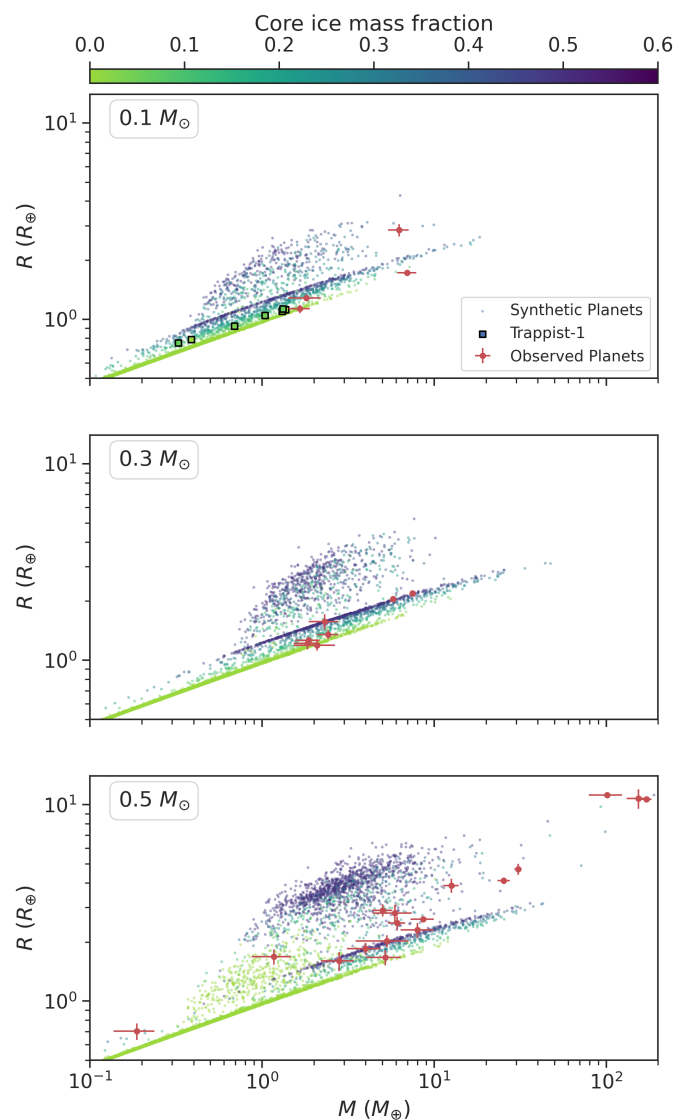 Core ice mass fraction
0.0 0.1 0.2 0.3 0.4 0.5 0.6
0.1 M⊙
10¹
R (R⊕)
10⁰
Synthetic Planets
Trappist-1
Observed Planets
0.3 M⊙
10¹
R (R⊕)
10⁰
0.5 M⊙
10¹
R (R⊕)
10⁰
10⁻¹ 10⁰ 10¹ 10²
M (M⊕)